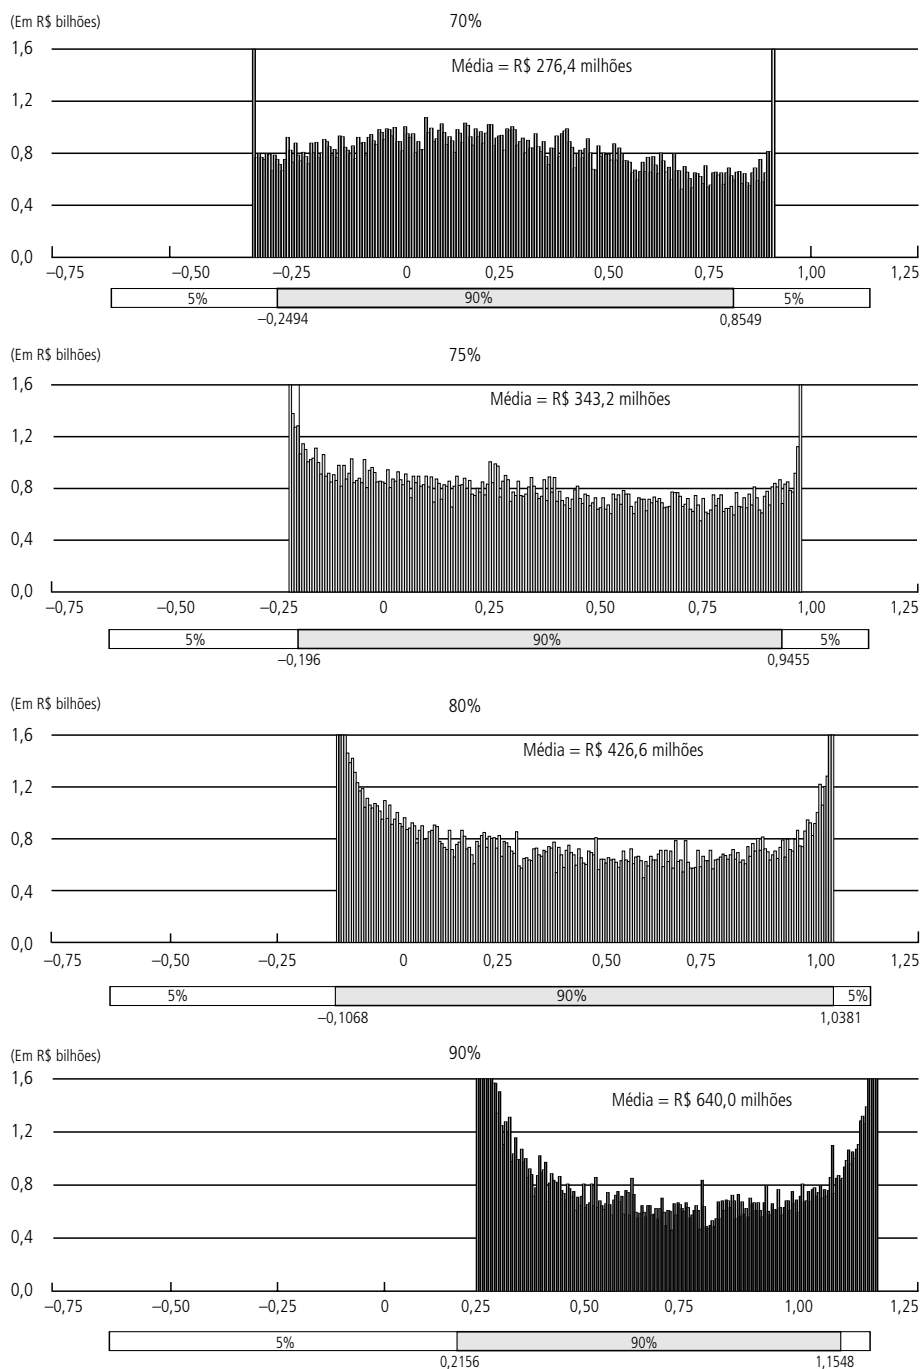 (Em R$ bilhões)
70%
1,6
Média = R$ 276,4 milhões
1,2
0,8
0,4
0,0
–0,75 –0,50 –0,25 0 0,25 0,50 0,75 1,00 1,25
5% 90% 5%
–0,2494 0,8549
(Em R$ bilhões)
75%
1,6
Média = R$ 343,2 milhões
1,2
0,8
0,4
0,0
–0,75 –0,50 –0,25 0 0,25 0,50 0,75 1,00 1,25
5% 90% 5%
–0,196 0,9455
(Em R$ bilhões)
80%
1,6
Média = R$ 426,6 milhões
1,2
0,8
0,4
0,0
–0,75 –0,50 –0,25 0 0,25 0,50 0,75 1,00 1,25
5% 90% 5%
–0,1068 1,0381
(Em R$ bilhões)
90%
1,6
Média = R$ 640,0 milhões
1,2
0,8
0,4
0,0
–0,75 –0,50 –0,25 0 0,25 0,50 0,75 1,00 1,25
5% 90%
0,2156 1,1548